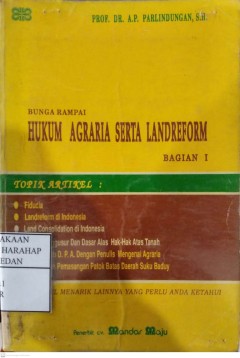 PROF. DR. A.P. PARLINDUNGAN, S.H.
BUNGA RAMPAI
HUKUM AGRARIA SERTA LANDREFORM
BAGIAN I
TOPIK ARTIKEL :
Fiducia
Landreform di Indonesia
Land Consolidation di Indonesia
Dan Dasar Atas Hak-Hak Atas Tanah
D.P.A. Dengan Penulis Mengenai Agraria
Pemasangan Patok Batas Daerah Suku Baduy
MENARIK LAINNYA YANG PERLU ANDA KETAHUI
AKAAN
HARAHAP
EDAN
Penerbit cv. Mandar Maju